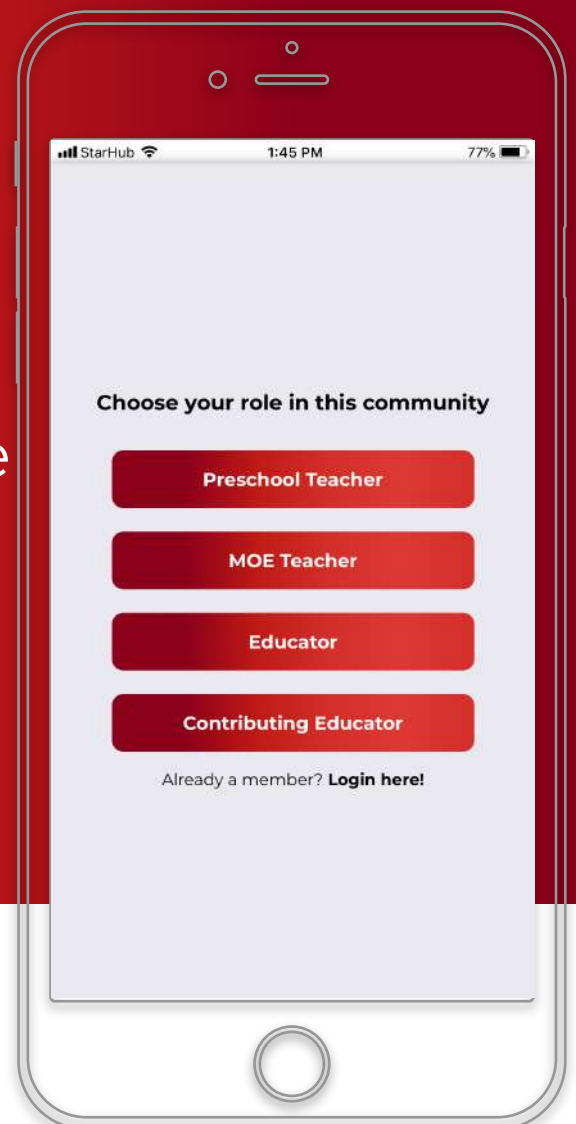 StarHub 1:45 PM 77%
Choose your role in this community
e
Preschool Teacher
MOE Teacher
Educator
Contributing Educator
Already a member? Login here!